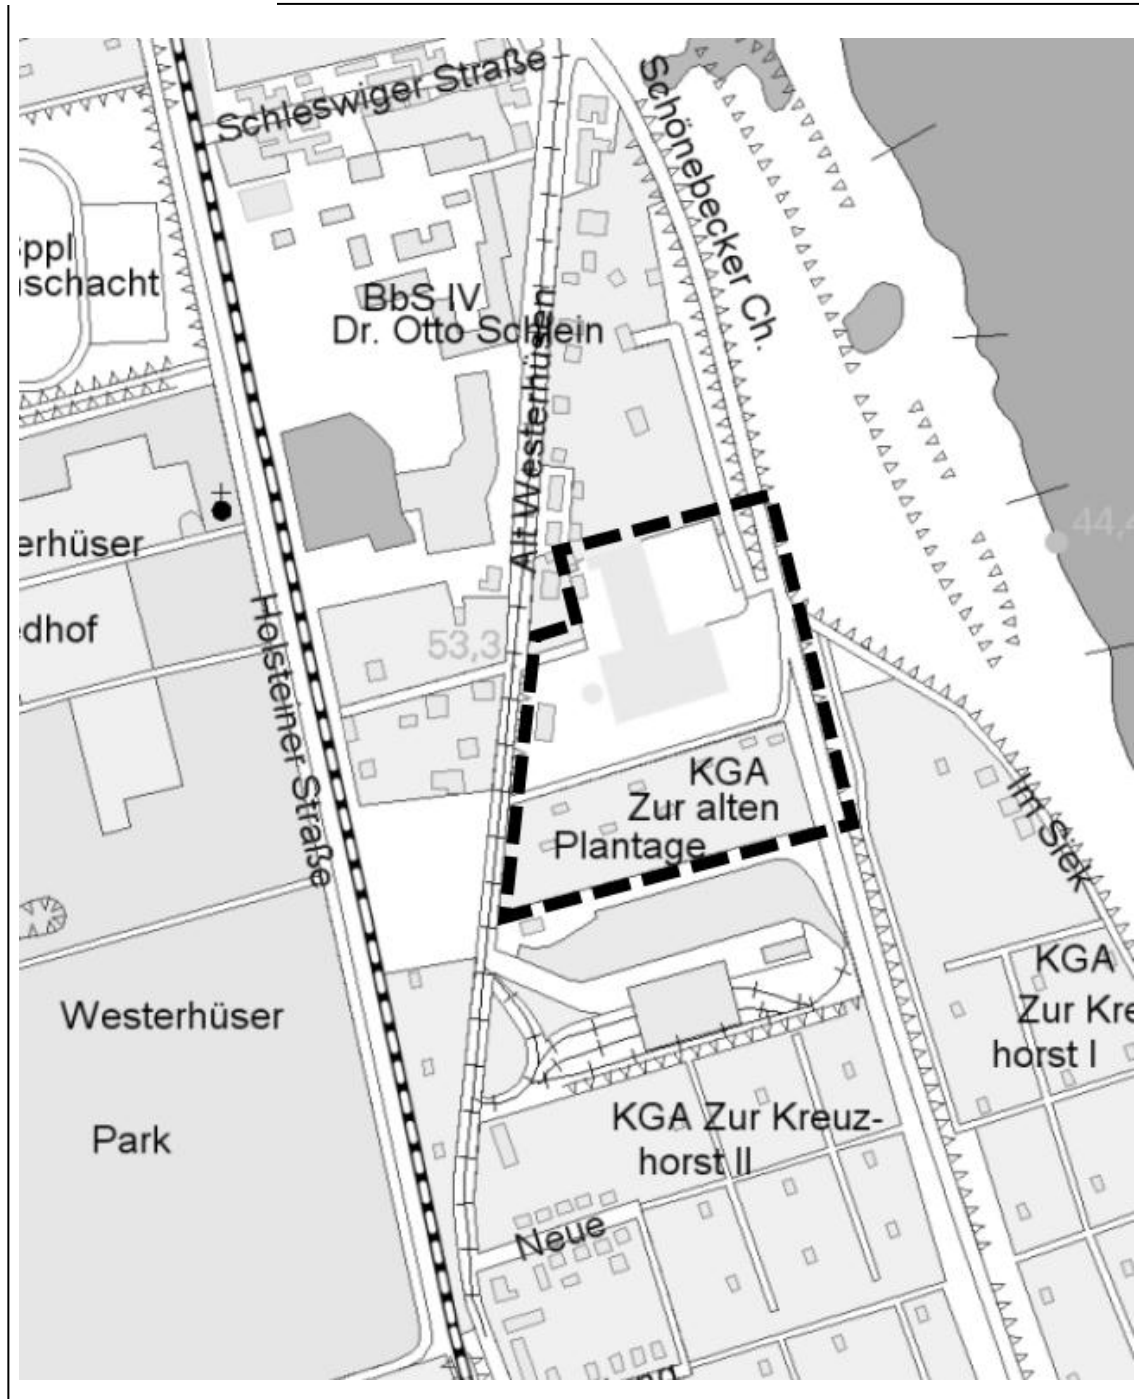 Schleswiger Straße
Schönebecker Ch.
ppl
schacht
BbS IV
Dr. Otto Schlein
Alt Westerhüsen
44,4
erhüser
edhof
53,3
Holsteiner Straße
KGA
Zur alten
Plantage
Im Siek
KGA
Zur Kre
horst I
Westerhüser
Park
KGA Zur Kreuz-
horst II
Neue